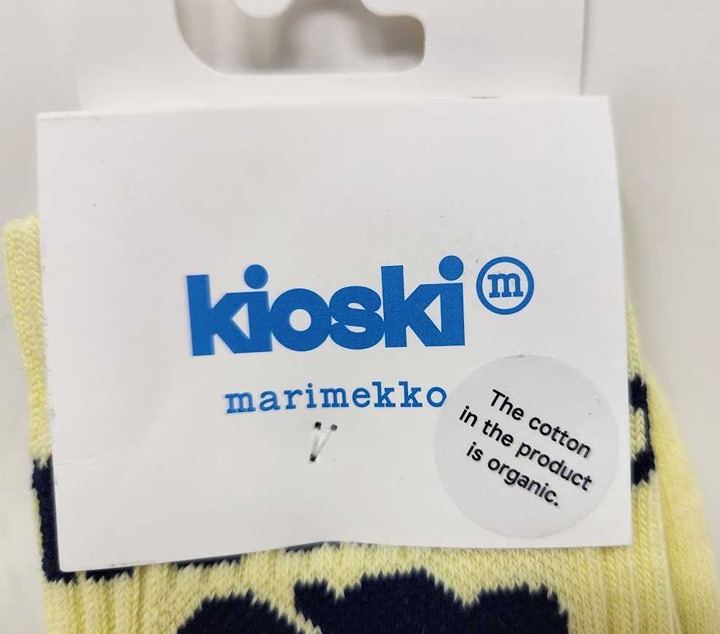 kioski m
marimekko
The cotton
in the product
is organic.